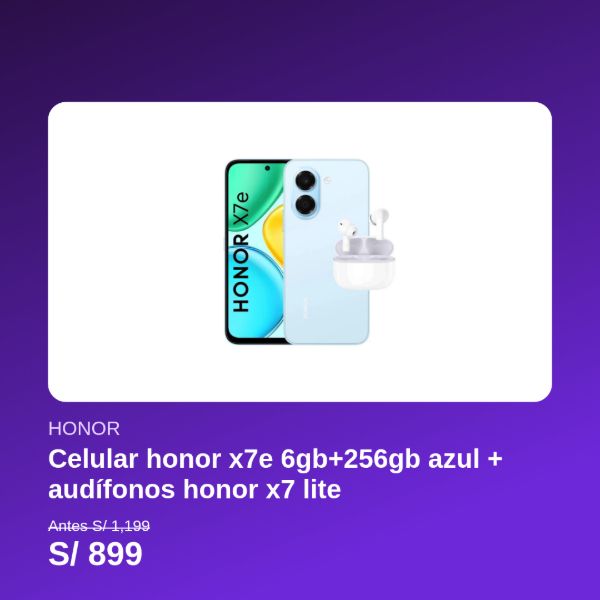 HONOR X7e
HONOR
Celular honor x7e 6gb+256gb azul +
audífonos honor x7 lite
Antes S/ 1,199
S/ 899